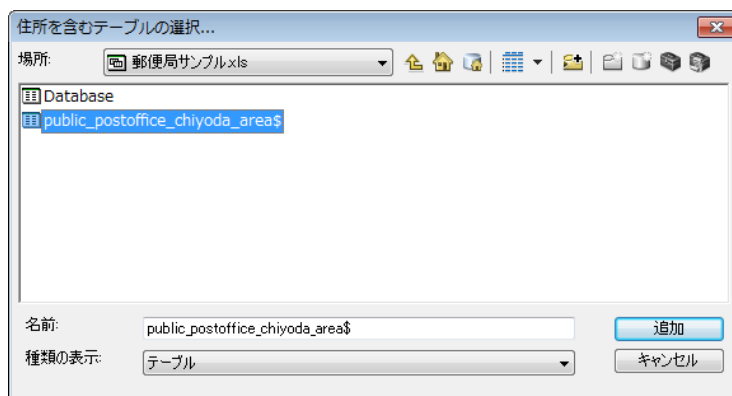 住所を含むテーブルの選択...
場所: 郵便局サンプル.xls
Database
public_postoffice_chiyoda_area$
名前: public_postoffice_chiyoda_area$ 追加
種類の表示: テーブル キャンセル